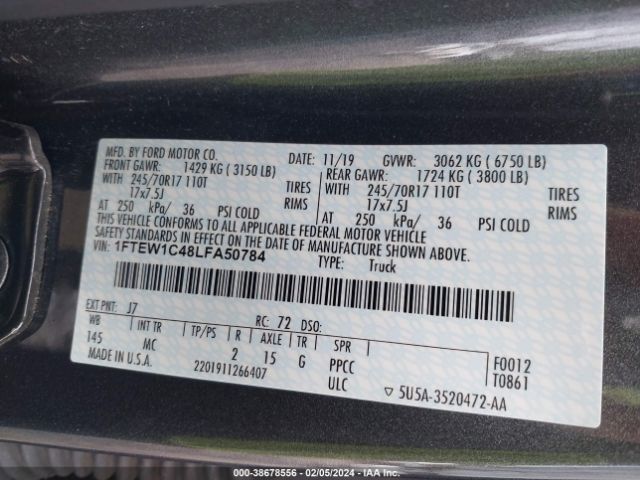 MFD. BY FORD MOTOR CO.
DATE: 11/19 GVWR: 3062 KG ( 6750 LB)
FRONT GAWR: 1429 KG ( 3150 LB)
REAR GAWR: 1724 KG ( 3800 LB)
WITH 245/70R17 110T TIRES
WITH 245/70R17 110T TIRES
17x7.5J RIMS
17x7.5J RIMS
AT 250 kPa/ 36 PSI COLD
AT 250 kPa/ 36 PSI COLD
THIS VEHICLE CONFORMS TO ALL APPLICABLE FEDERAL MOTOR VEHICLE
SAFETY STANDARDS IN EFFECT ON THE DATE OF MANUFACTURE SHOWN ABOVE.
VIN: 1FTEW1C48LFA50784
TYPE: Truck
EXT PNT: J7 RC: 72 DSO:
WB INT TR TP/PS R AXLE TR SPR
145 MC 2 15 G PPCC
F0012
T0861
MADE IN U.S.A. 2201911266407 ULC
▽ 5U5A-3520472-AA
000-38678556 - 02/05/2024 - IAA Inc.